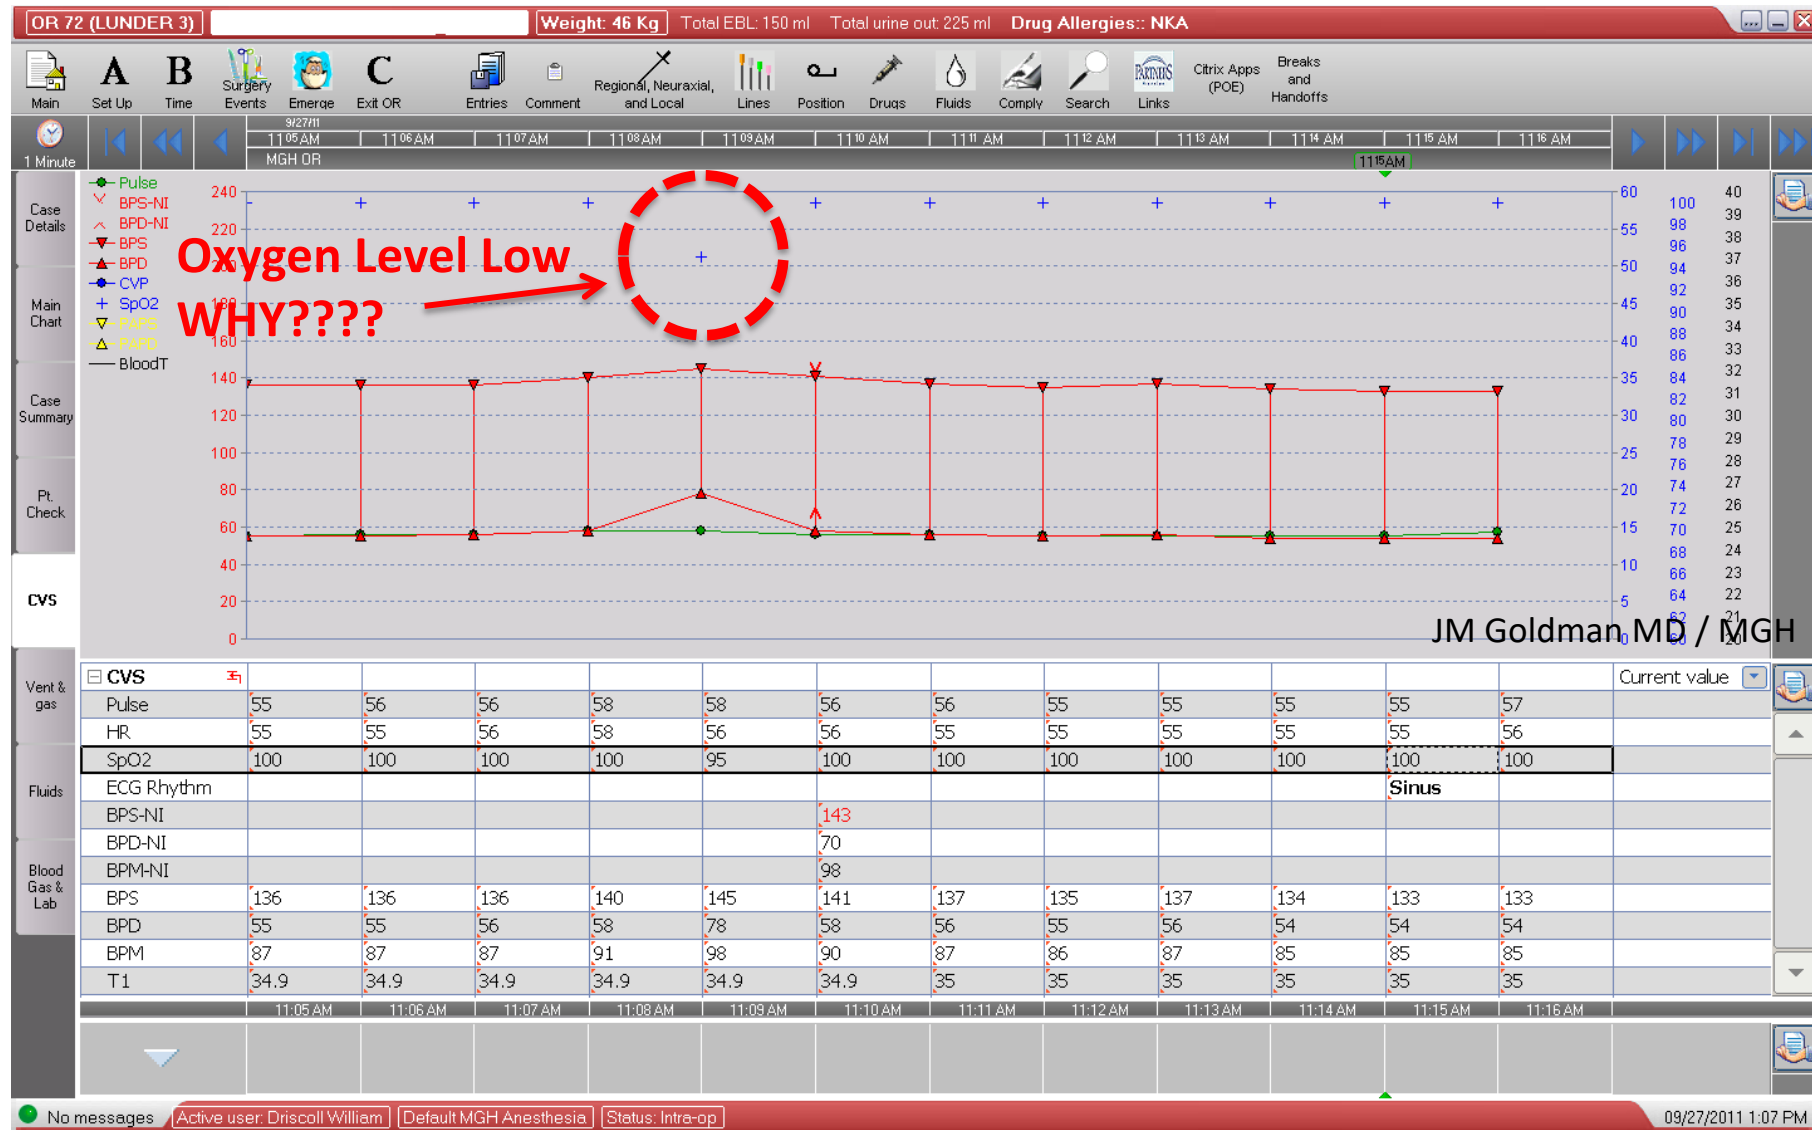 OR 72 (LUNDER 3) Weight: 46 Kg Total EBL: 150 ml Total urine out: 225 ml Drug Allergies:: NKA
Main
A Set Up
B Time
Surgery Events
Emerge
C Exit OR
Entries
Comment
Regional, Neuraxial, and Local
Lines
Position
Drugs
Fluids
Comply
Search
PARTNERS
Links
Citrix Apps (POE)
Breaks and Handoffs
1 Minute
9/27/11
11 05 AM 11 06 AM 11 07 AM 11 08 AM 11 09 AM 11 10 AM 11 11 AM 11 12 AM 11 13 AM 11 14 AM 11 15 AM 11 16 AM
MGH OR
11 15 AM
Case Details
Main Chart
Case Summary
Pt. Check
CVS
Vent & gas
Fluids
Blood Gas & Lab
Pulse
BPS-NI
BPD-NI
BPS
BPD
CVP
SpO2
PAPS
PAPD
BloodT
240
220
200
180
160
140
120
100
80
60
40
20
0
Oxygen Level Low
WHY????
60
55
50
45
40
35
30
25
20
15
10
5
0
100
98
96
94
92
90
88
86
84
82
80
78
76
74
72
70
68
66
64
62
60
40
39
38
37
36
35
34
33
32
31
30
29
28
27
26
25
24
23
22
21
20
JM Goldman MD / MGH
CVS Current value
Pulse 55 56 56 58 58 56 56 55 55 55 55 57
HR 55 55 56 58 56 56 55 55 55 55 55 56
SpO2 100 100 100 100 95 100 100 100 100 100 100 100
ECG Rhythm Sinus
BPS-NI 143
BPD-NI 70
BPM-NI 98
BPS 136 136 136 140 145 141 137 135 137 134 133 133
BPD 55 55 56 58 78 58 56 55 56 54 54 54
BPM 87 87 87 91 98 90 87 86 87 85 85 85
T1 34.9 34.9 34.9 34.9 34.9 34.9 35 35 35 35 35 35
11:05 AM 11:06 AM 11:07 AM 11:08 AM 11:09 AM 11:10 AM 11:11 AM 11:12 AM 11:13 AM 11:14 AM 11:15 AM 11:16 AM
No messages Active user: Driscoll William Default MGH Anesthesia Status: Intra-op 09/27/2011 1:07 PM